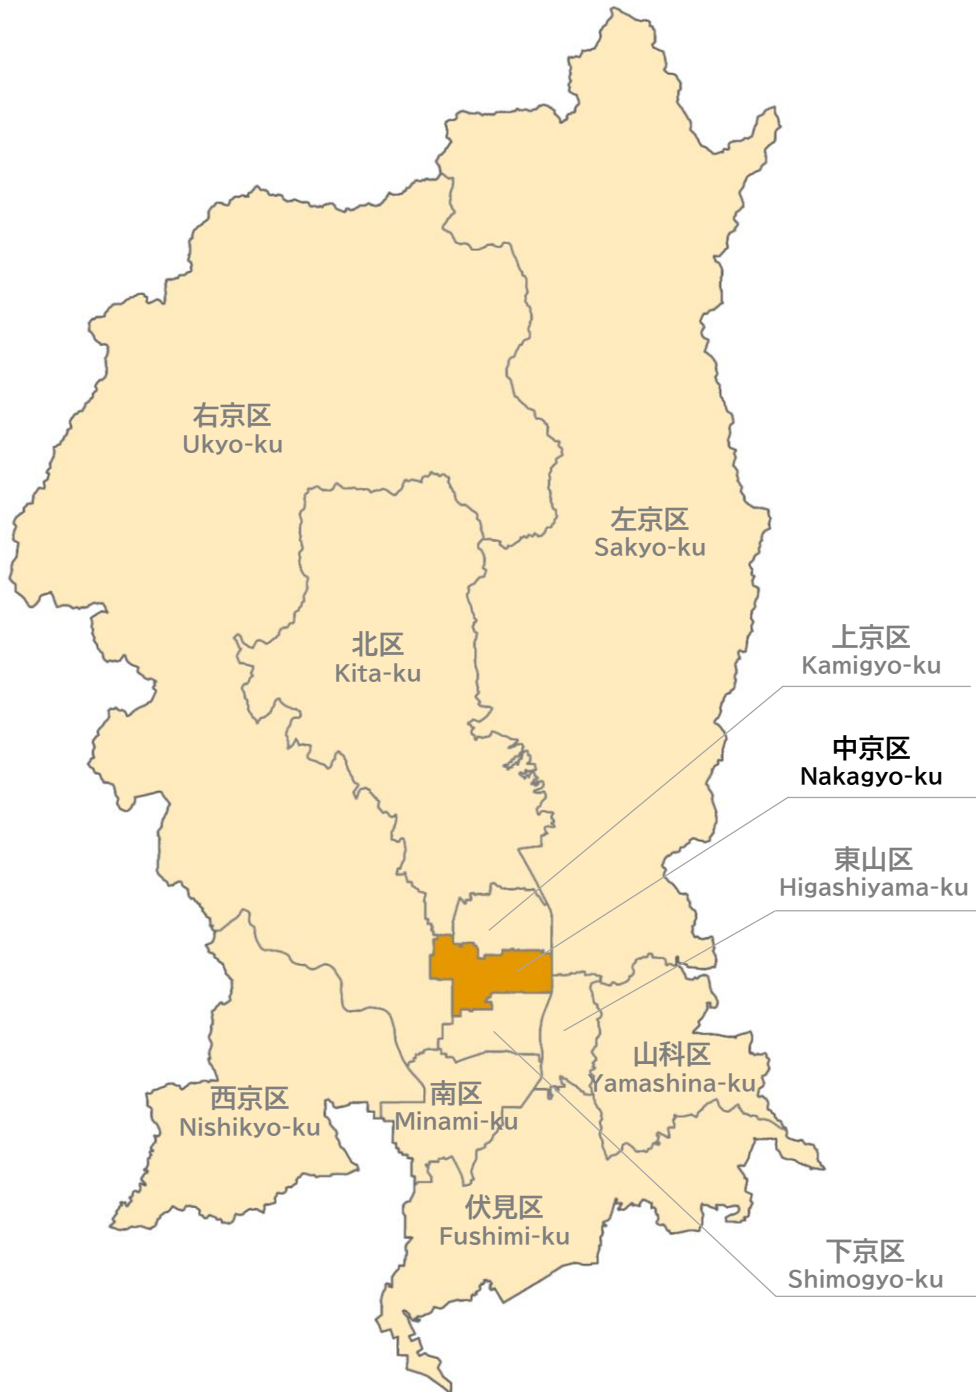 右京区
Ukyo-ku
左京区
Sakyo-ku
北区
Kita-ku
上京区
Kamigyo-ku
中京区
Nakagyo-ku
東山区
Higashiyama-ku
山科区
Yamashina-ku
西京区
Nishikyo-ku
南区
Minami-ku
伏見区
Fushimi-ku
下京区
Shimogyo-ku